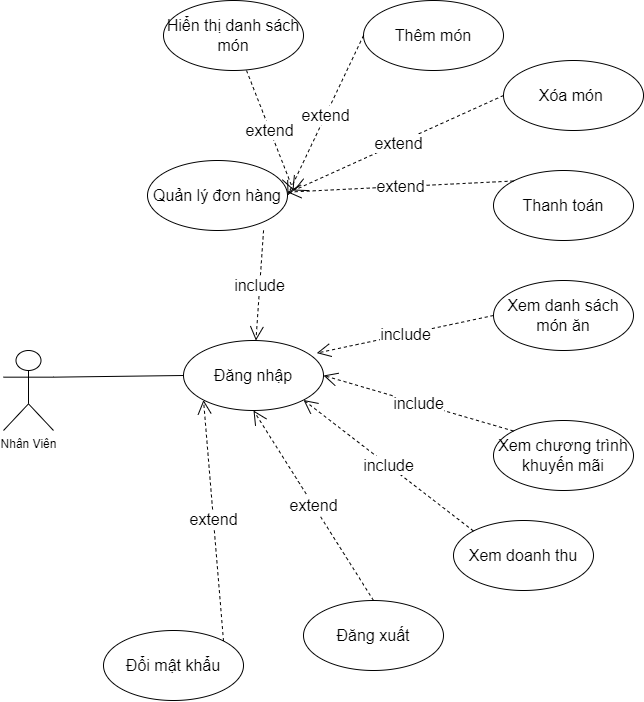 Hiển thị danh sách
món
Thêm món
Xóa món
extend
extend
extend
extend
Quản lý đơn hàng
Thanh toán
include
Xem danh sách
món ăn
include
Đăng nhập
include
Nhân Viên
Xem chương trình
khuyến mãi
include
extend
extend
Xem doanh thu
Đăng xuất
Đổi mật khẩu